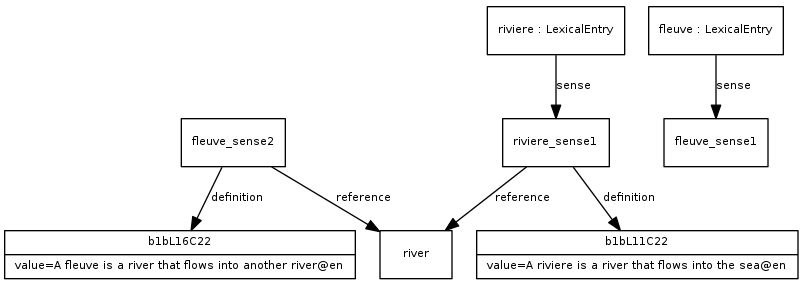 riviere : LexicalEntry
fleuve : LexicalEntry
sense
sense
fleuve_sense2
riviere_sense1
fleuve_sense1
definition
reference
reference
definition
b1bL16C22
value=A fleuve is a river that flows into another river@en
river
b1bL11C22
value=A riviere is a river that flows into the sea@en